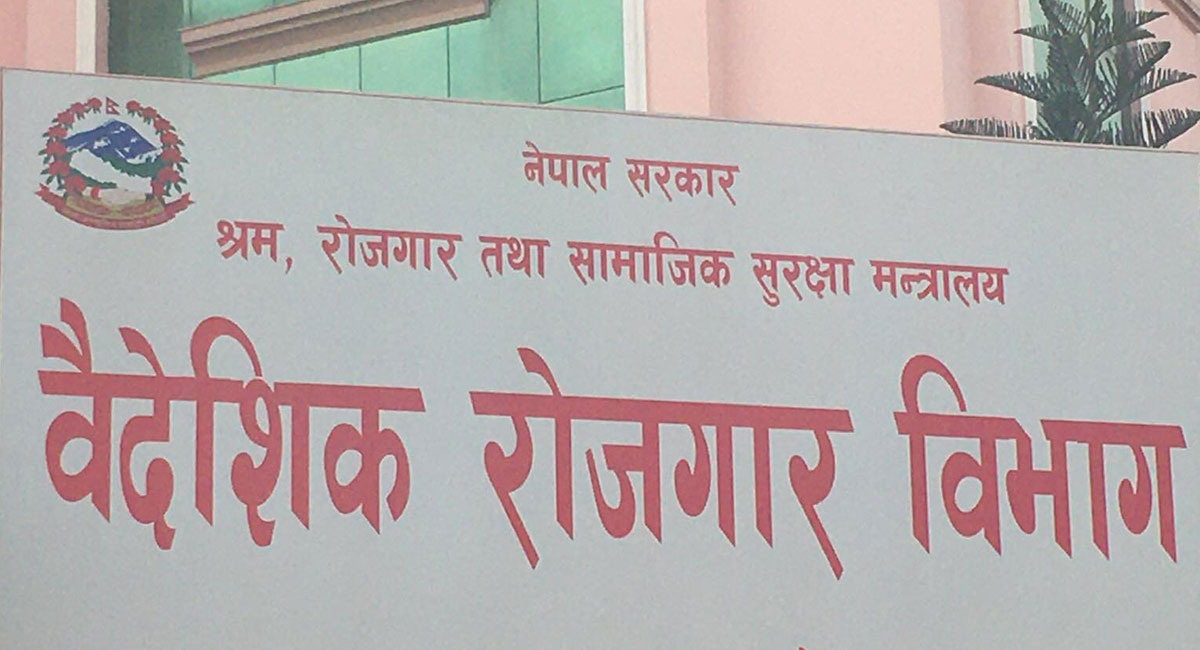 नेपाल सरकार
श्रम, रोजगार तथा सामाजिक सुरक्षा मन्त्रालय
वैदेशिक रोजगार विभाग